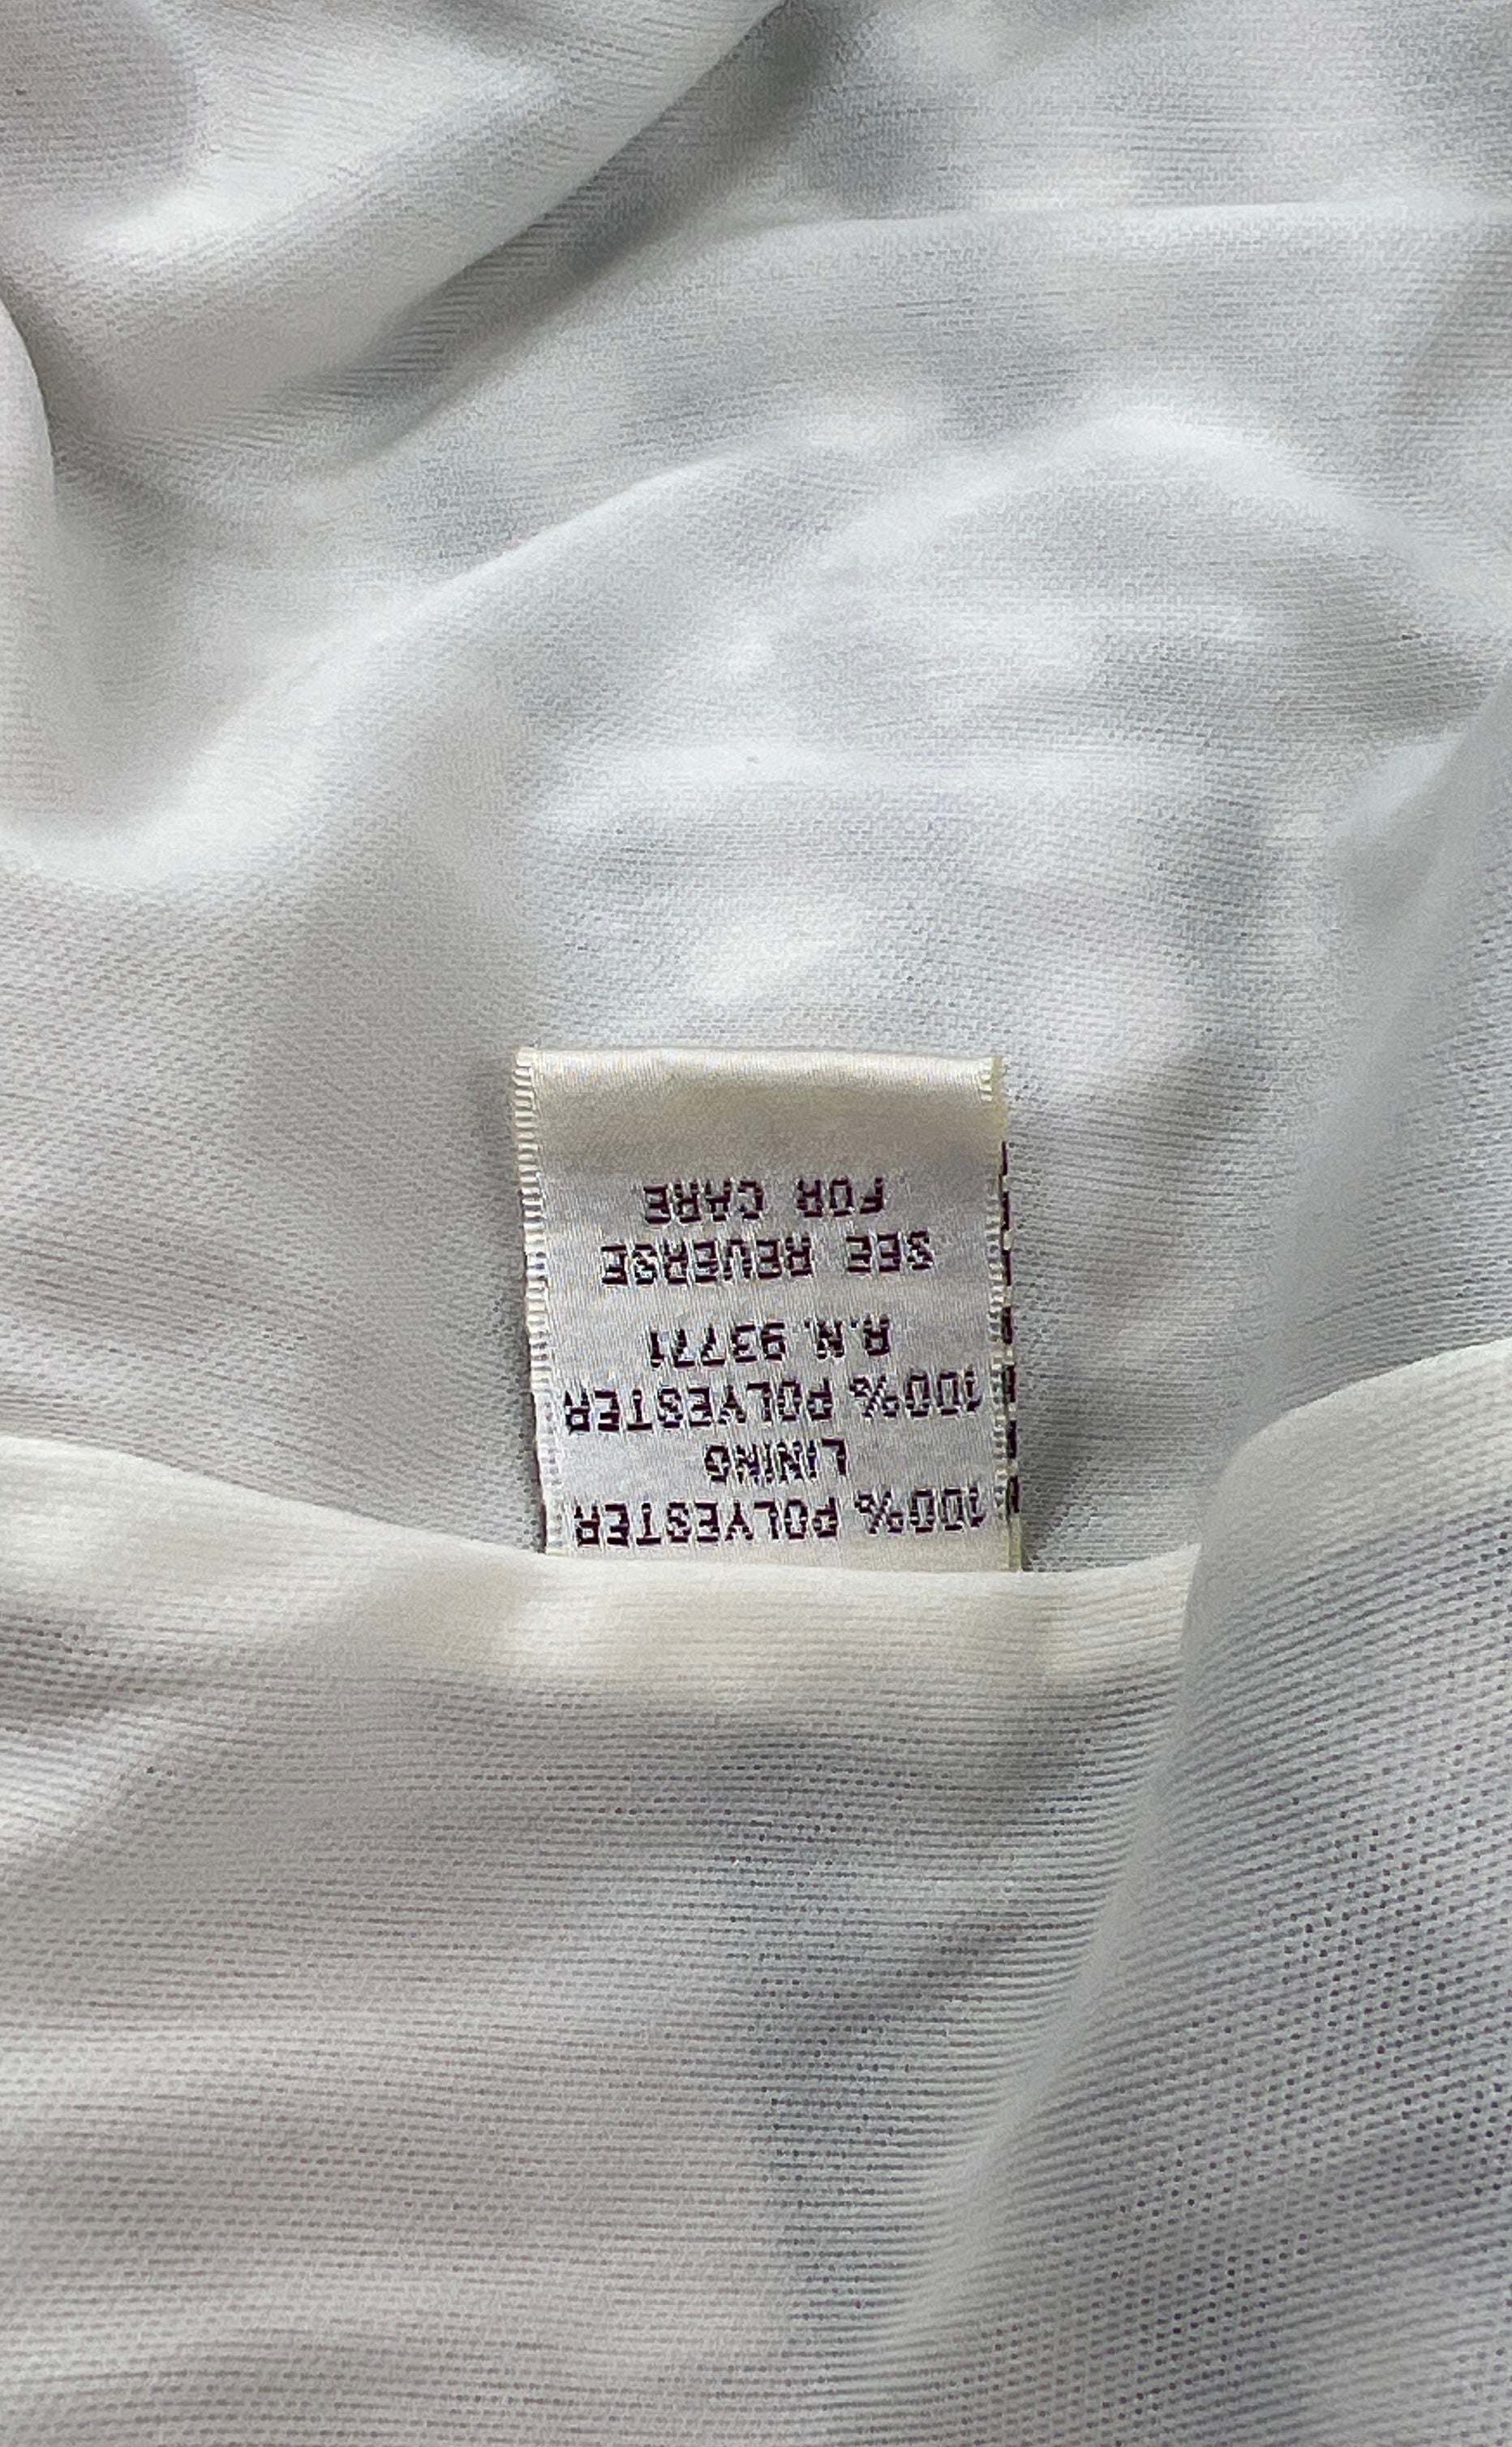 100% POLYESTER
LINING
100% POLYESTER
R.N. 93771
SEE REVERSE
FOR CARE